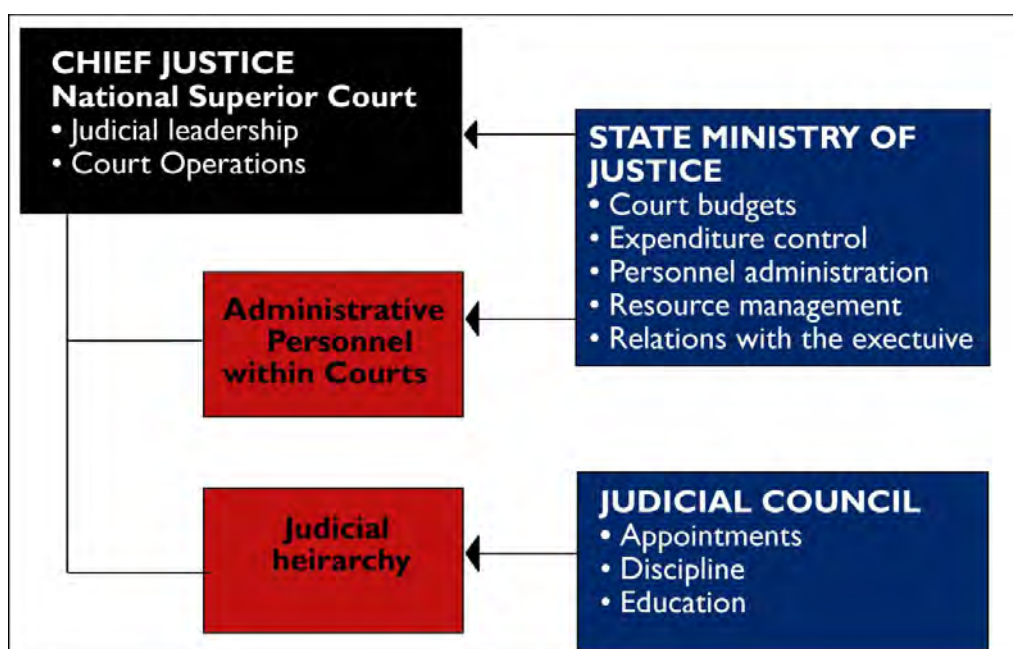 CHIEF JUSTICE
National Superior Court
• Judicial leadership
• Court Operations
STATE MINISTRY OF
JUSTICE
• Court budgets
• Expenditure control
• Personnel administration
• Resource management
• Relations with the exectuive
Administrative
Personnel
within Courts
Judicial
heirarchy
JUDICIAL COUNCIL
• Appointments
• Discipline
• Education